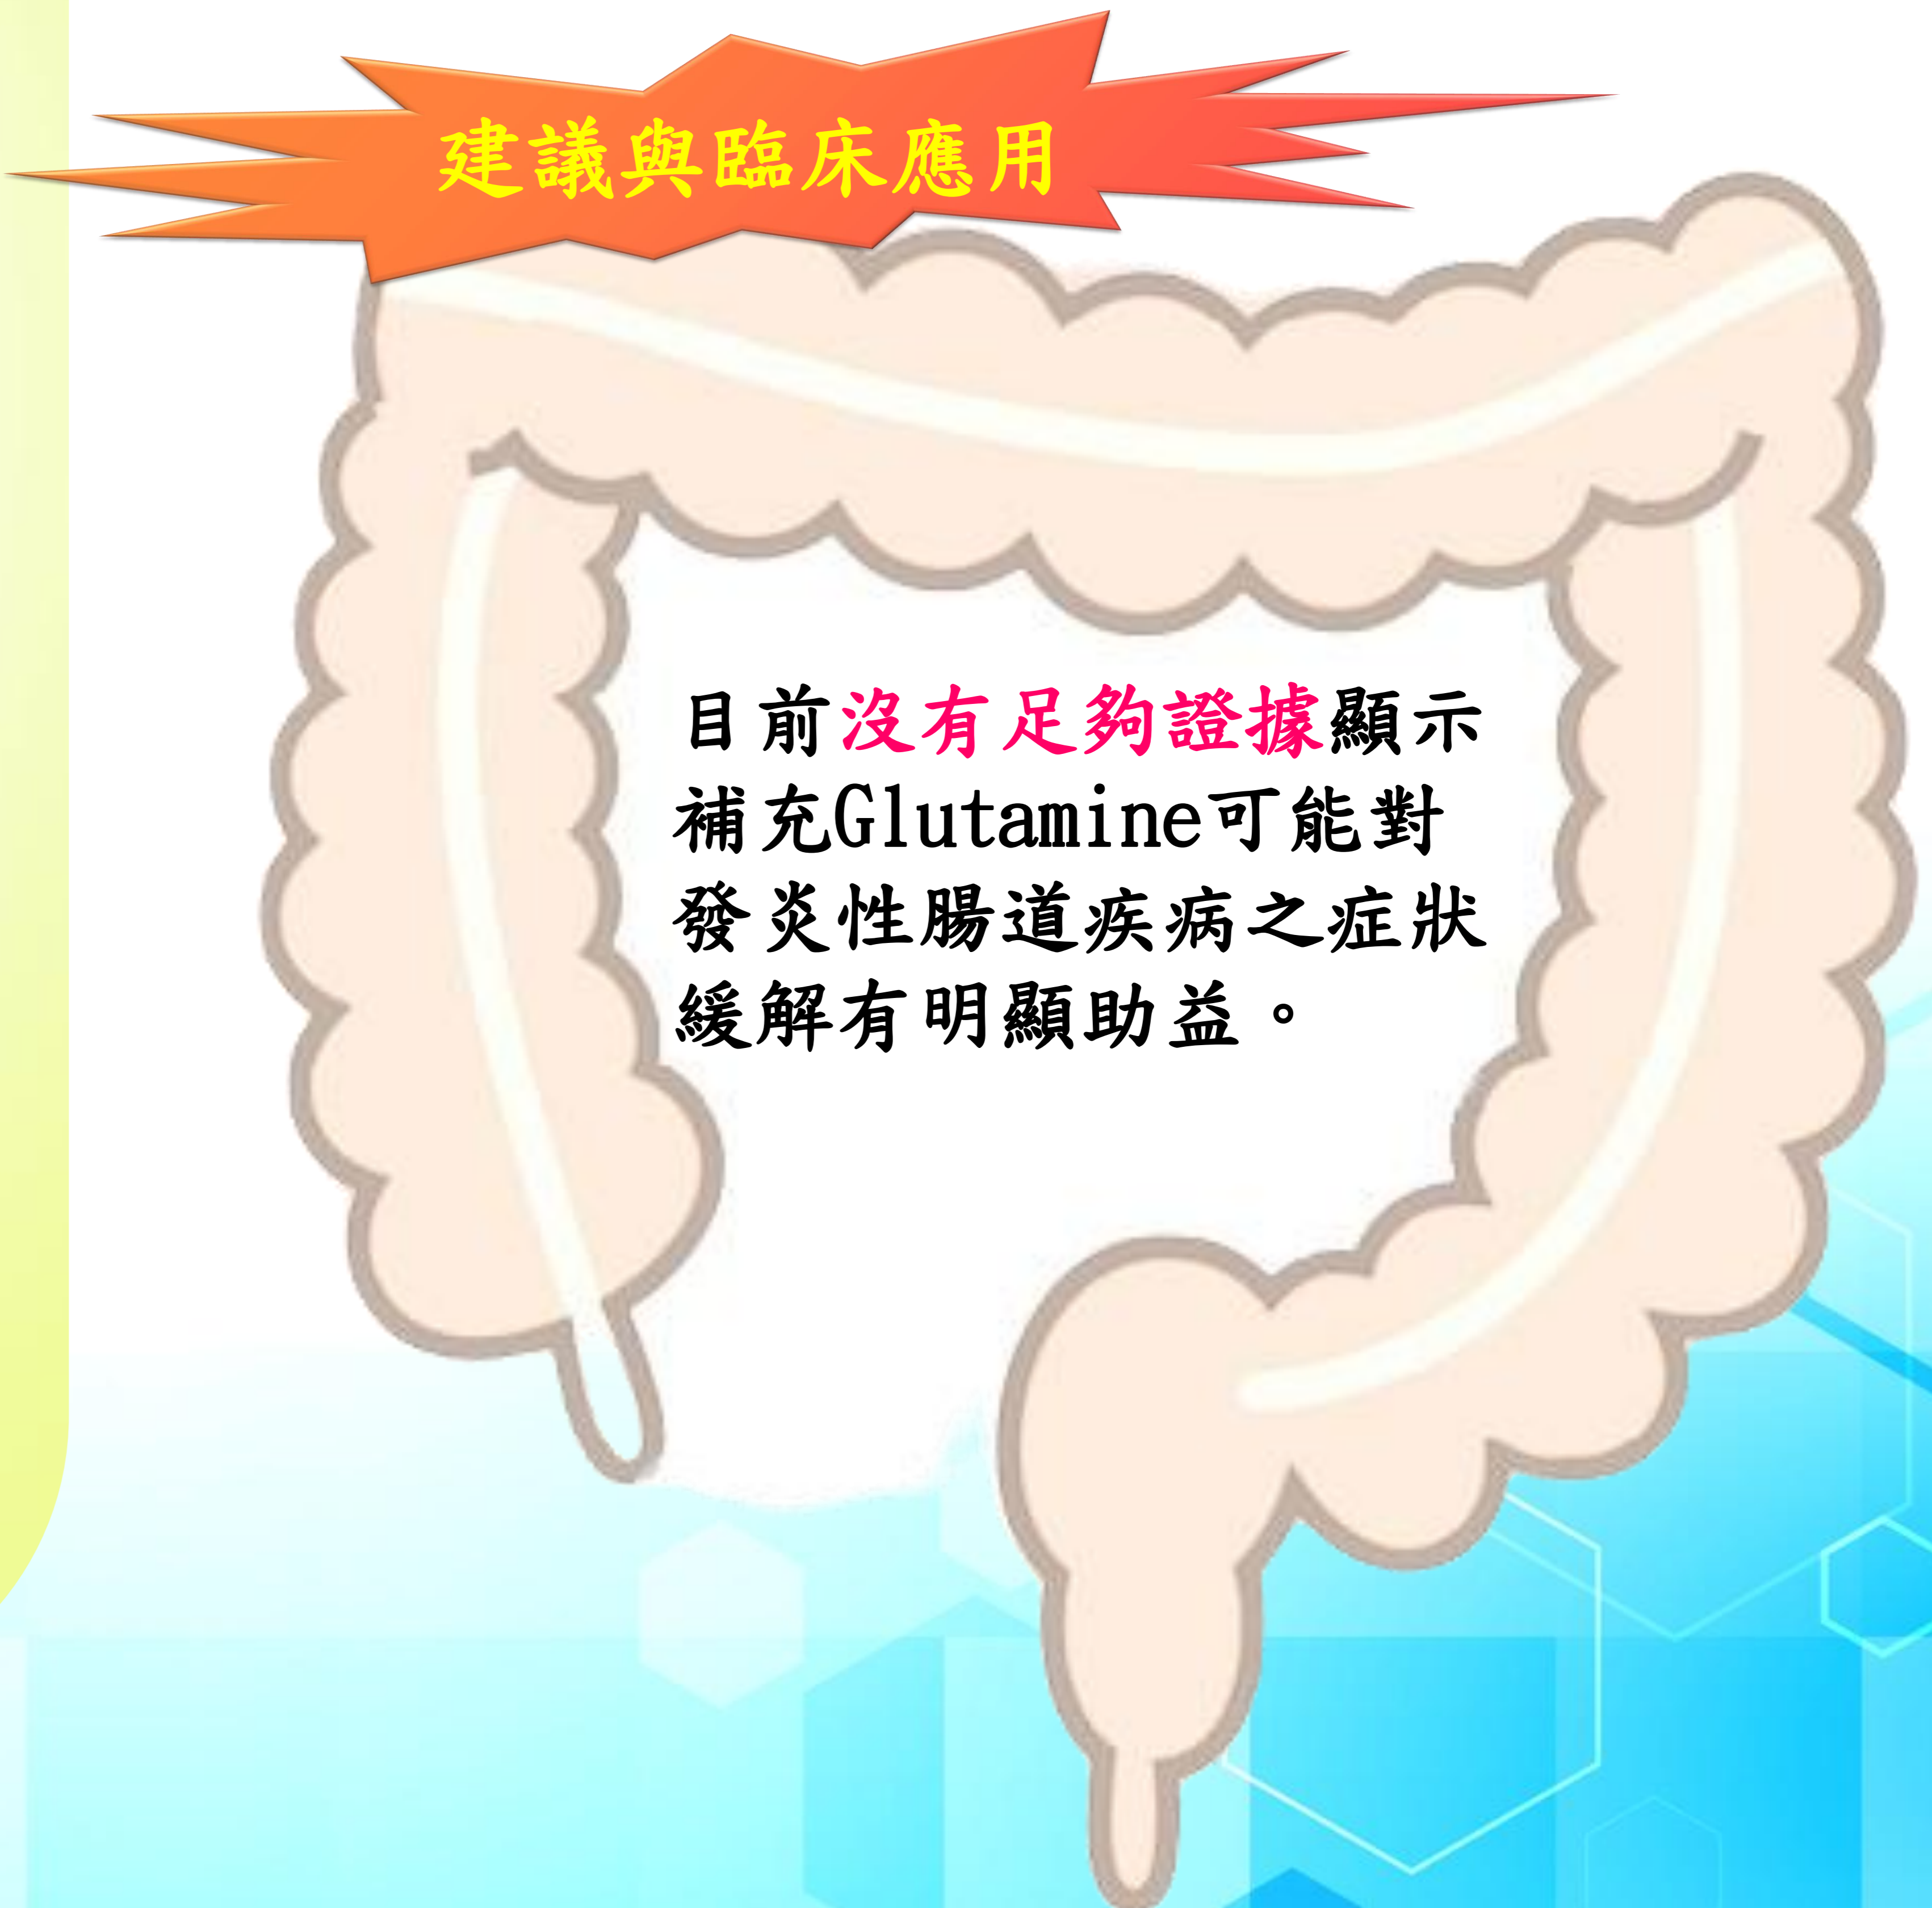 建議與臨床應用
目前沒有足夠證據顯示
補充Glutamine可能對
發炎性腸道疾病之症狀
緩解有明顯助益。